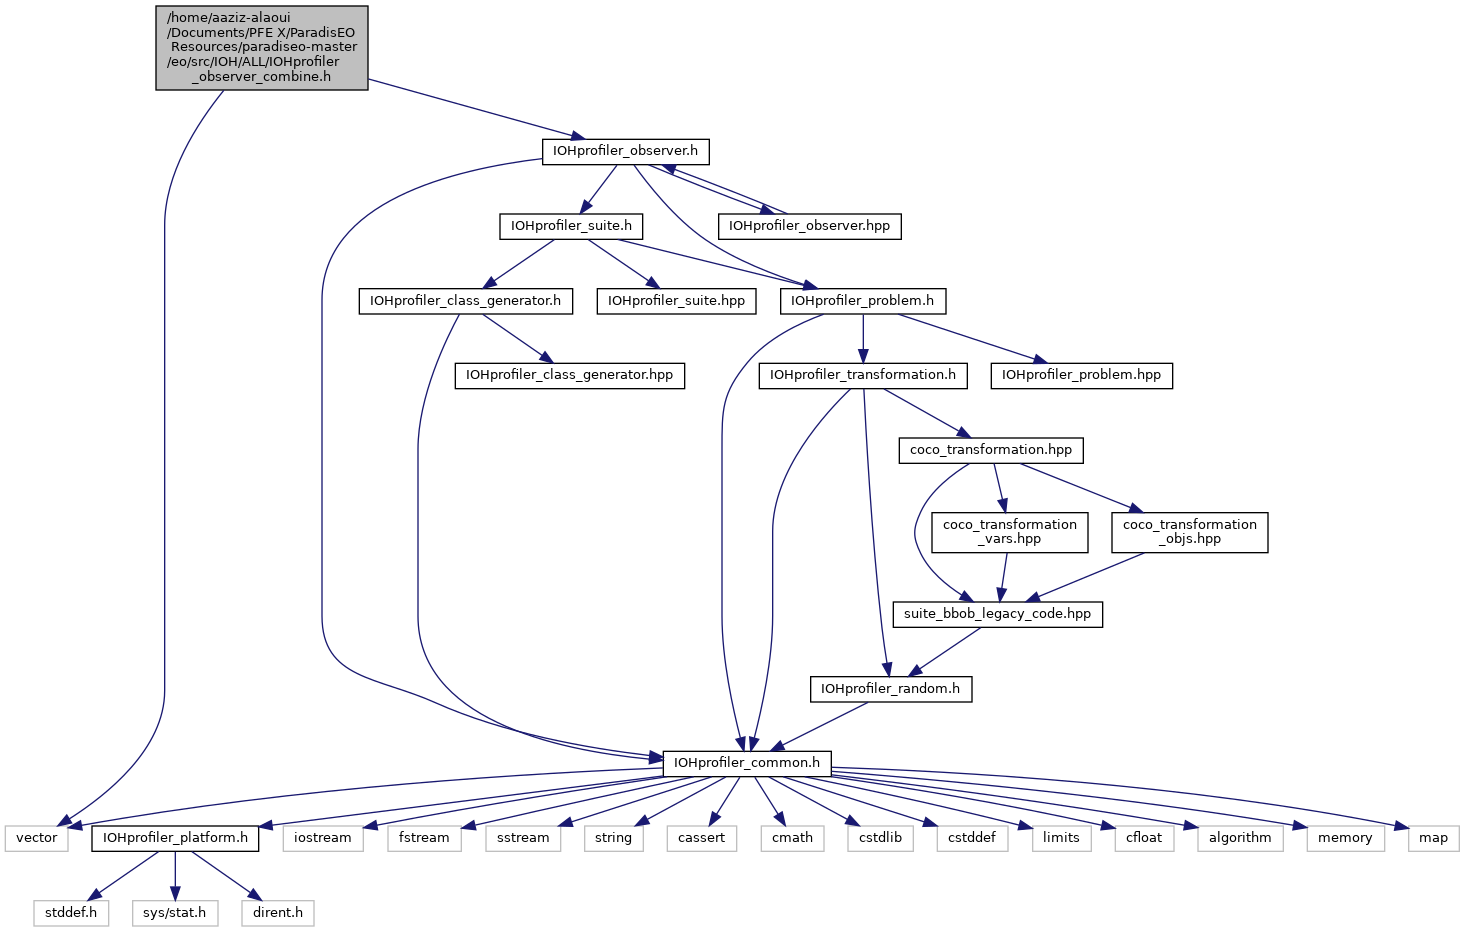 /home/aaziz-alaoui
/Documents/PFE X/ParadisEO
Resources/paradiseo-master
/eo/src/IOH/ALL/IOHprofiler
_observer_combine.h
IOHprofiler_observer.h
IOHprofiler_suite.h
IOHprofiler_observer.hpp
IOHprofiler_class_generator.h
IOHprofiler_suite.hpp
IOHprofiler_problem.h
IOHprofiler_class_generator.hpp
IOHprofiler_transformation.h
IOHprofiler_problem.hpp
coco_transformation.hpp
coco_transformation
_vars.hpp
coco_transformation
_objs.hpp
suite_bbob_legacy_code.hpp
IOHprofiler_random.h
IOHprofiler_common.h
vector
IOHprofiler_platform.h
iostream
fstream
sstream
string
cassert
cmath
cstdlib
cstddef
limits
cfloat
algorithm
memory
map
stddef.h
sys/stat.h
dirent.h